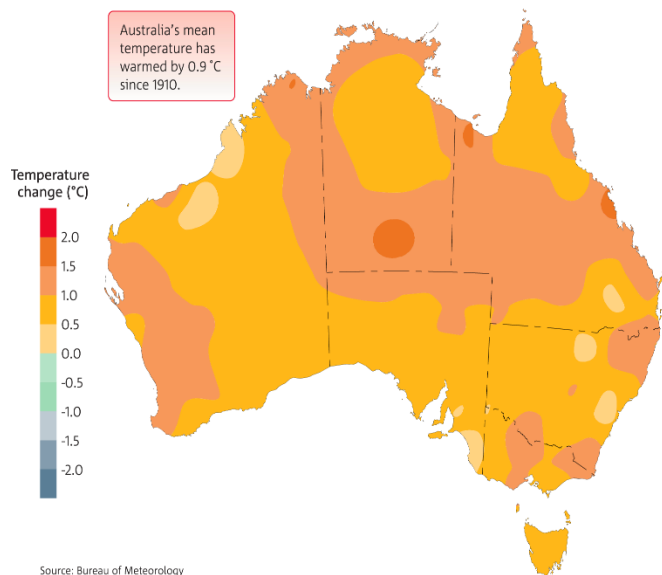 Australia's mean
temperature has
warmed by 0.9 °C
since 1910.
Temperature
change (°C)
2.0
1.5
1.0
0.5
0.0
-0.5
-1.0
-1.5
-2.0
Source: Bureau of Meteorology